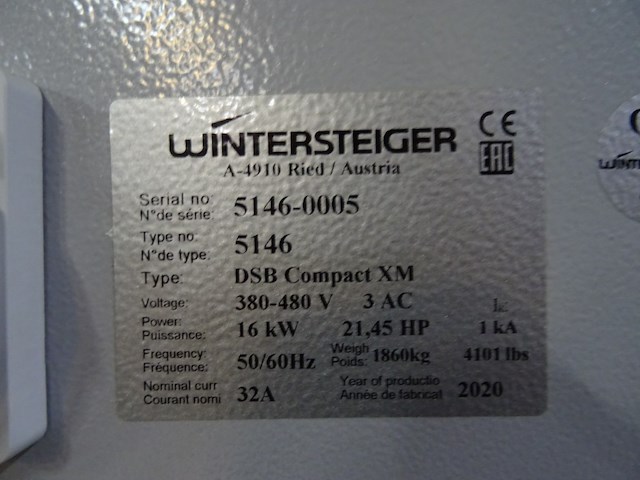 WINTERSTEIGER CE
A-4910 Ried / Austria EAC
Serial no:
N°de série: 5146-0005
Type no:
N°de type: 5146
Type: DSB Compact XM
Voltage: 380-480 V 3 AC
Power:
Puissance: 16 kW 21,45 HP 1 kA
Frequency:
Fréquence: 50/60Hz Weigh
Poids: 1860kg 4101 lbs
Nominal curr
Courant nomi 32A Year of productio
Année de fabricat 2020